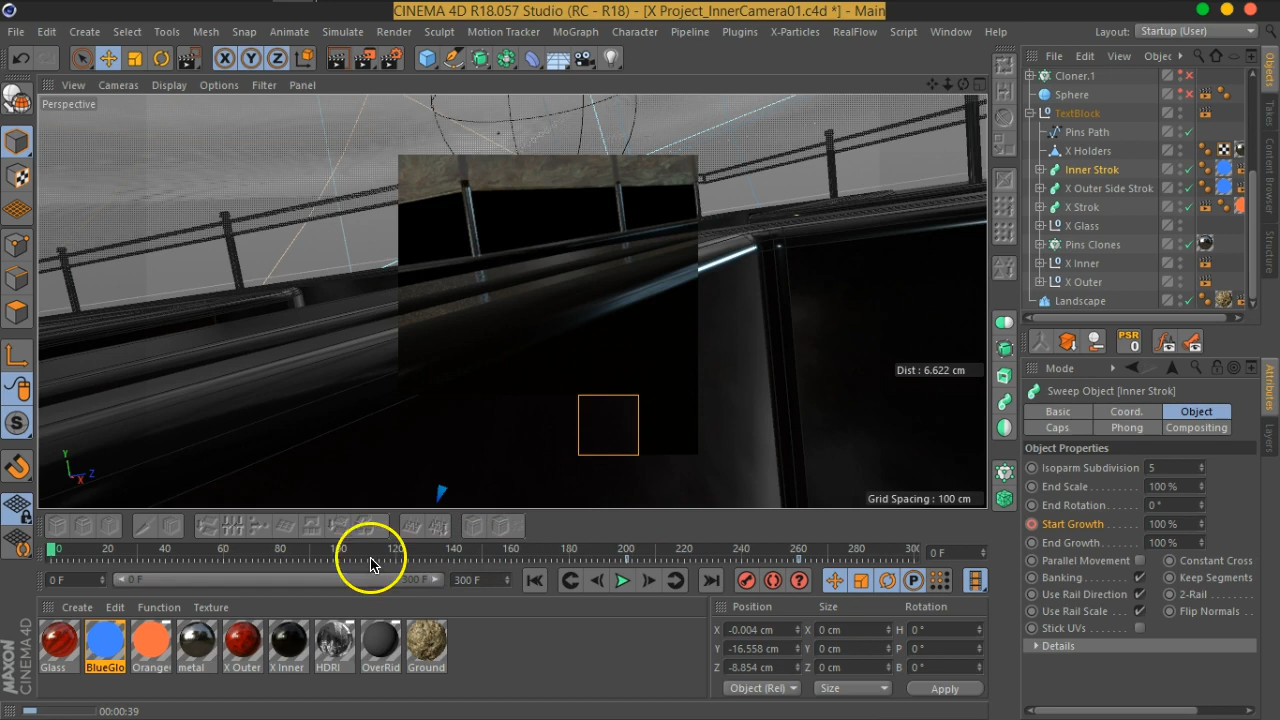 CINEMA 4D R18.057 Studio (RC - R18) - [X Project_InnerCamera01.c4d *] - Main
File Edit Create Select Tools Mesh Snap Animate Simulate Render Sculpt Motion Tracker MoGraph Character Pipeline Plugins X-Particles RealFlow Script Window Help
Layout: Startup (User)
X Y Z
View Cameras Display Options Filter Panel
Perspective
Dist : 6.622 cm
Grid Spacing : 100 cm
Y Z X
File Edit View Objec
Cloner.1
Sphere
TextBlock
Pins Path
X Holders
Inner Strok
X Outer Side Strok
X Strok
X Glass
Pins Clones
X Inner
X Outer
Landscape
PSR
0
Mode
Sweep Object [Inner Strok]
Basic Coord. Object
Caps Phong Compositing
Object Properties
Isoparm Subdivision 5
End Scale 100 %
End Rotation 0 °
Start Growth 100 %
End Growth 100 %
Parallel Movement Constant Cross
Banking Keep Segments
Use Rail Direction 2-Rail
Use Rail Scale Flip Normals
Stick UVs
Details
Objects
Takes
Content Browser
Structure
Attributes
Layers
0 20 40 60 80 100 120 140 160 180 200 220 240 260 280 300
0 F
0 F 0 F 300 F 300 F
Create Edit Function Texture
Glass BlueGlo Orange metal X Outer X Inner HDRI OverRid Ground
Position Size Rotation
X -0.004 cm X 0 cm H 0 °
Y -16.558 cm Y 0 cm P 0 °
Z -8.854 cm Z 0 cm B 0 °
Object (Rel) Size Apply
MAXON
CINEMA 4D
00:00:39